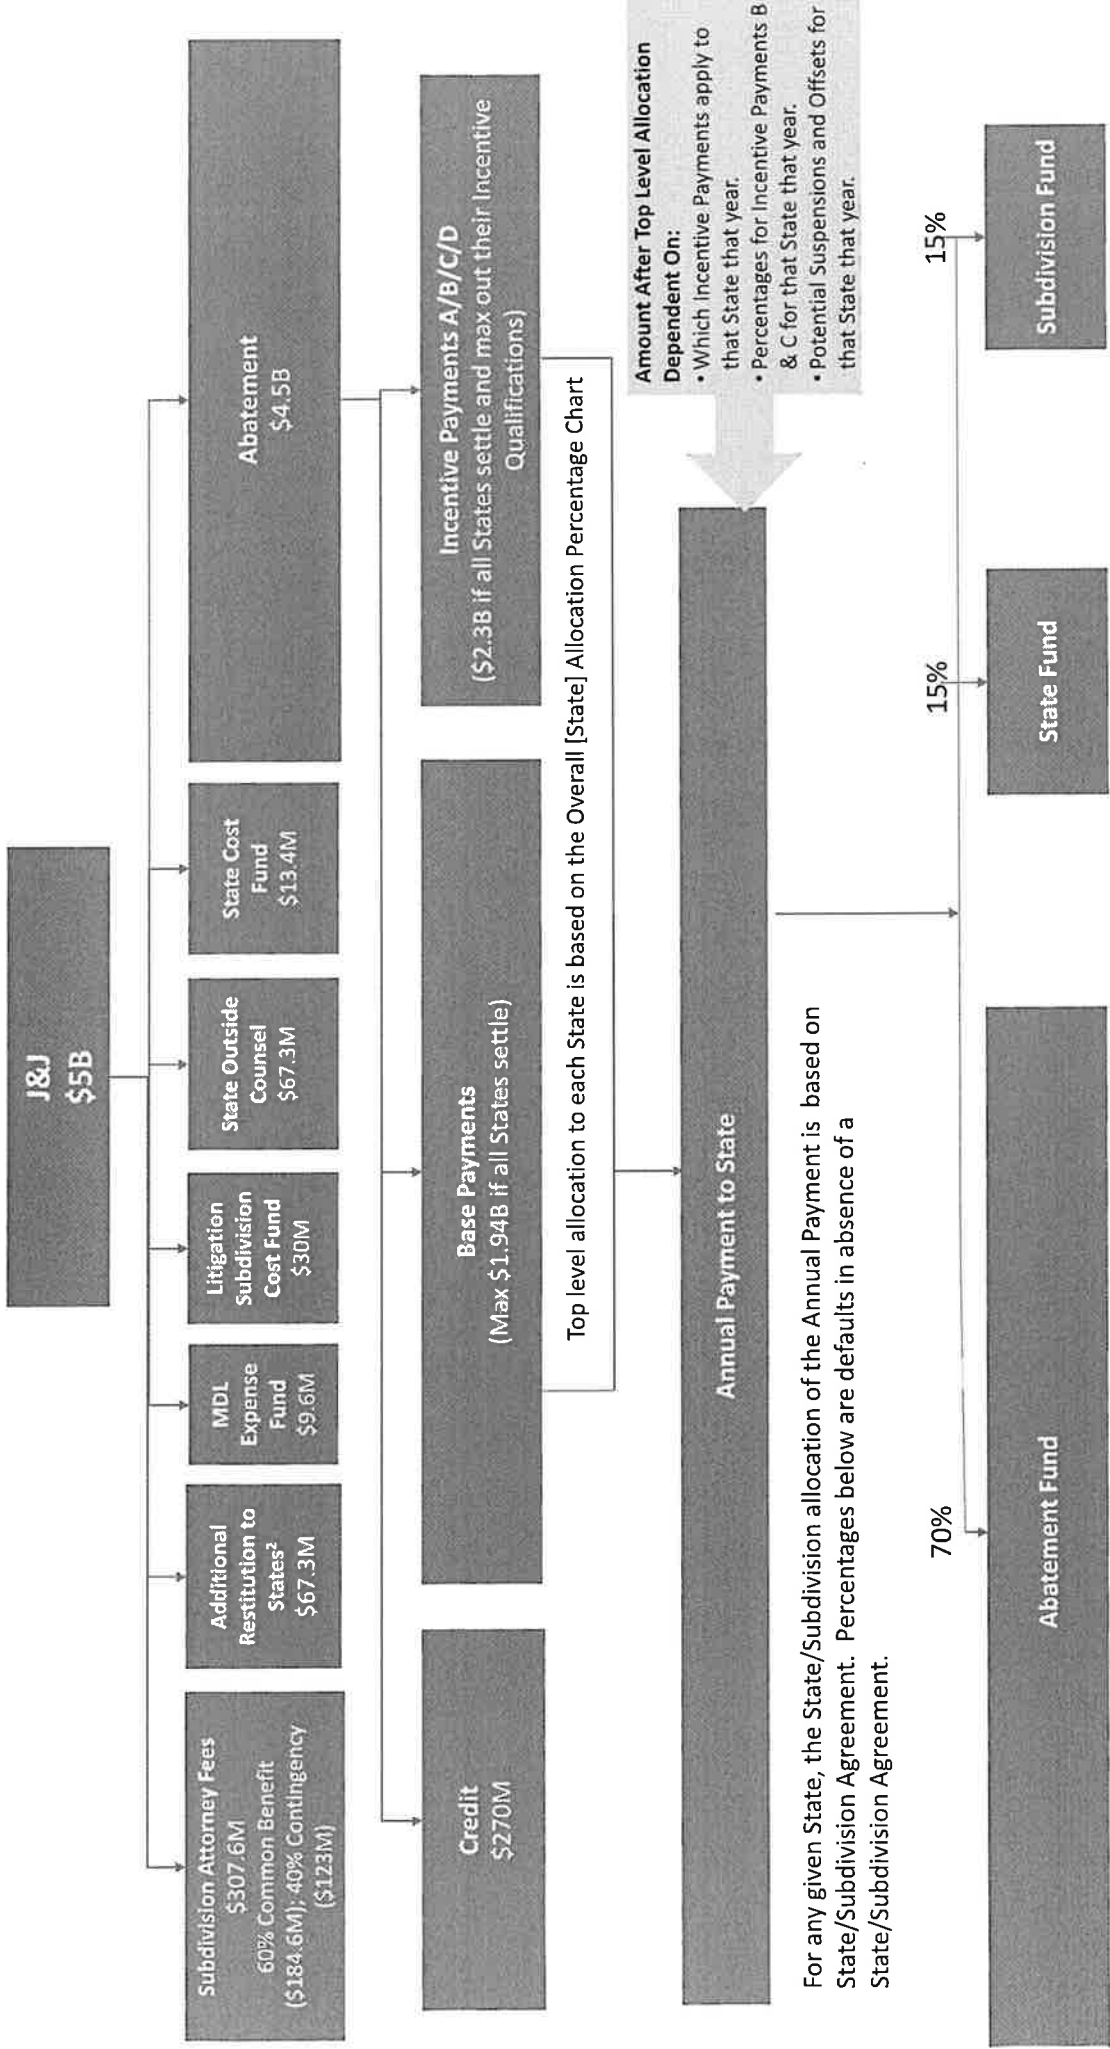 J&J
$5B
Subdivision Attorney Fees
$307.6M
60% Common Benefit
($184.6M); 40% Contingency
($123M)
Additional
Restitution to
States²
$67.3M
MDL
Expense
Fund
$9.6M
Litigation
Subdivision
Cost Fund
$30M
State Outside
Counsel
$67.3M
State Cost
Fund
$13.4M
Abatement
$4.5B
Credit
$270M
Base Payments
(Max $1.94B if all States settle)
Incentive Payments A/B/C/D
($2.3B if all States settle and max out their Incentive
Qualifications)
Top level allocation to each State is based on the Overall [State] Allocation Percentage Chart
Annual Payment to State
Amount After Top Level Allocation
Dependent On:
• Which Incentive Payments apply to
that State that year.
• Percentages for Incentive Payments B
& C for that State that year.
• Potential Suspensions and Offsets for
that State that year.
For any given State, the State/Subdivision allocation of the Annual Payment is based on
State/Subdivision Agreement. Percentages below are defaults in absence of a
State/Subdivision Agreement.
70%
15%
15%
Abatement Fund
State Fund
Subdivision Fund